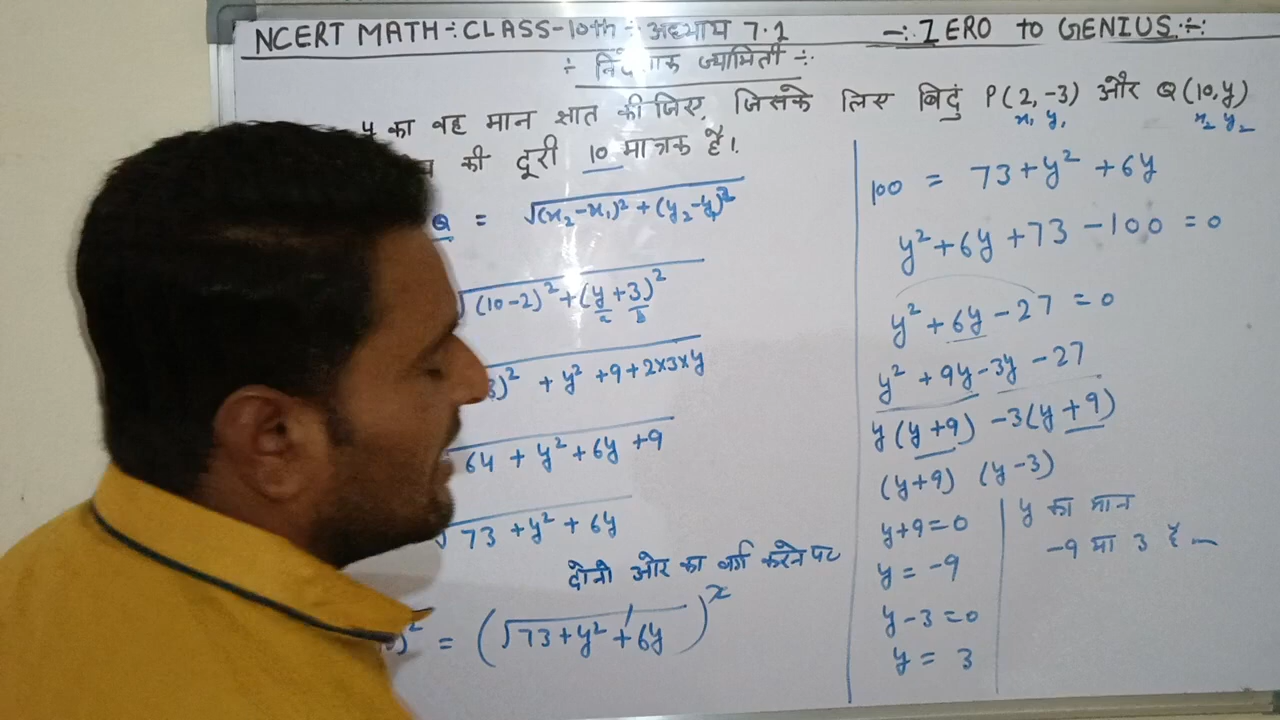 NCERT MATH÷CLASS-10th÷ अध्याय 7.1 -:ZERO to GENIUS.÷.
ज्यामिती ÷.
y का वह मान ज्ञात कीजिए, जिसके लिए बिदुं P(2,-3) और Q(10,y)
x₁ y₁ x₂ y₂
की दूरी 10 मात्रक है।
Q = √(x₂-x₁)²+(y₂-y₁)²
√(10-2)²+(y+3)²
a b
)² + y² +9+2×3×y
√64 + y² +6y +9
√73 +y² + 6y
दोनो ओर का वर्ग करने पर
)² = (√73+y²+6y)²
100 = 73+y² +6y
y²+6y+73-100=0
y²+6y-27=0
y² +9y-3y-27
y(y+9) -3(y+9)
(y+9) (y-3)
y+9=0
y=-9
y-3=0
y= 3
y का मान
-9 या 3 है